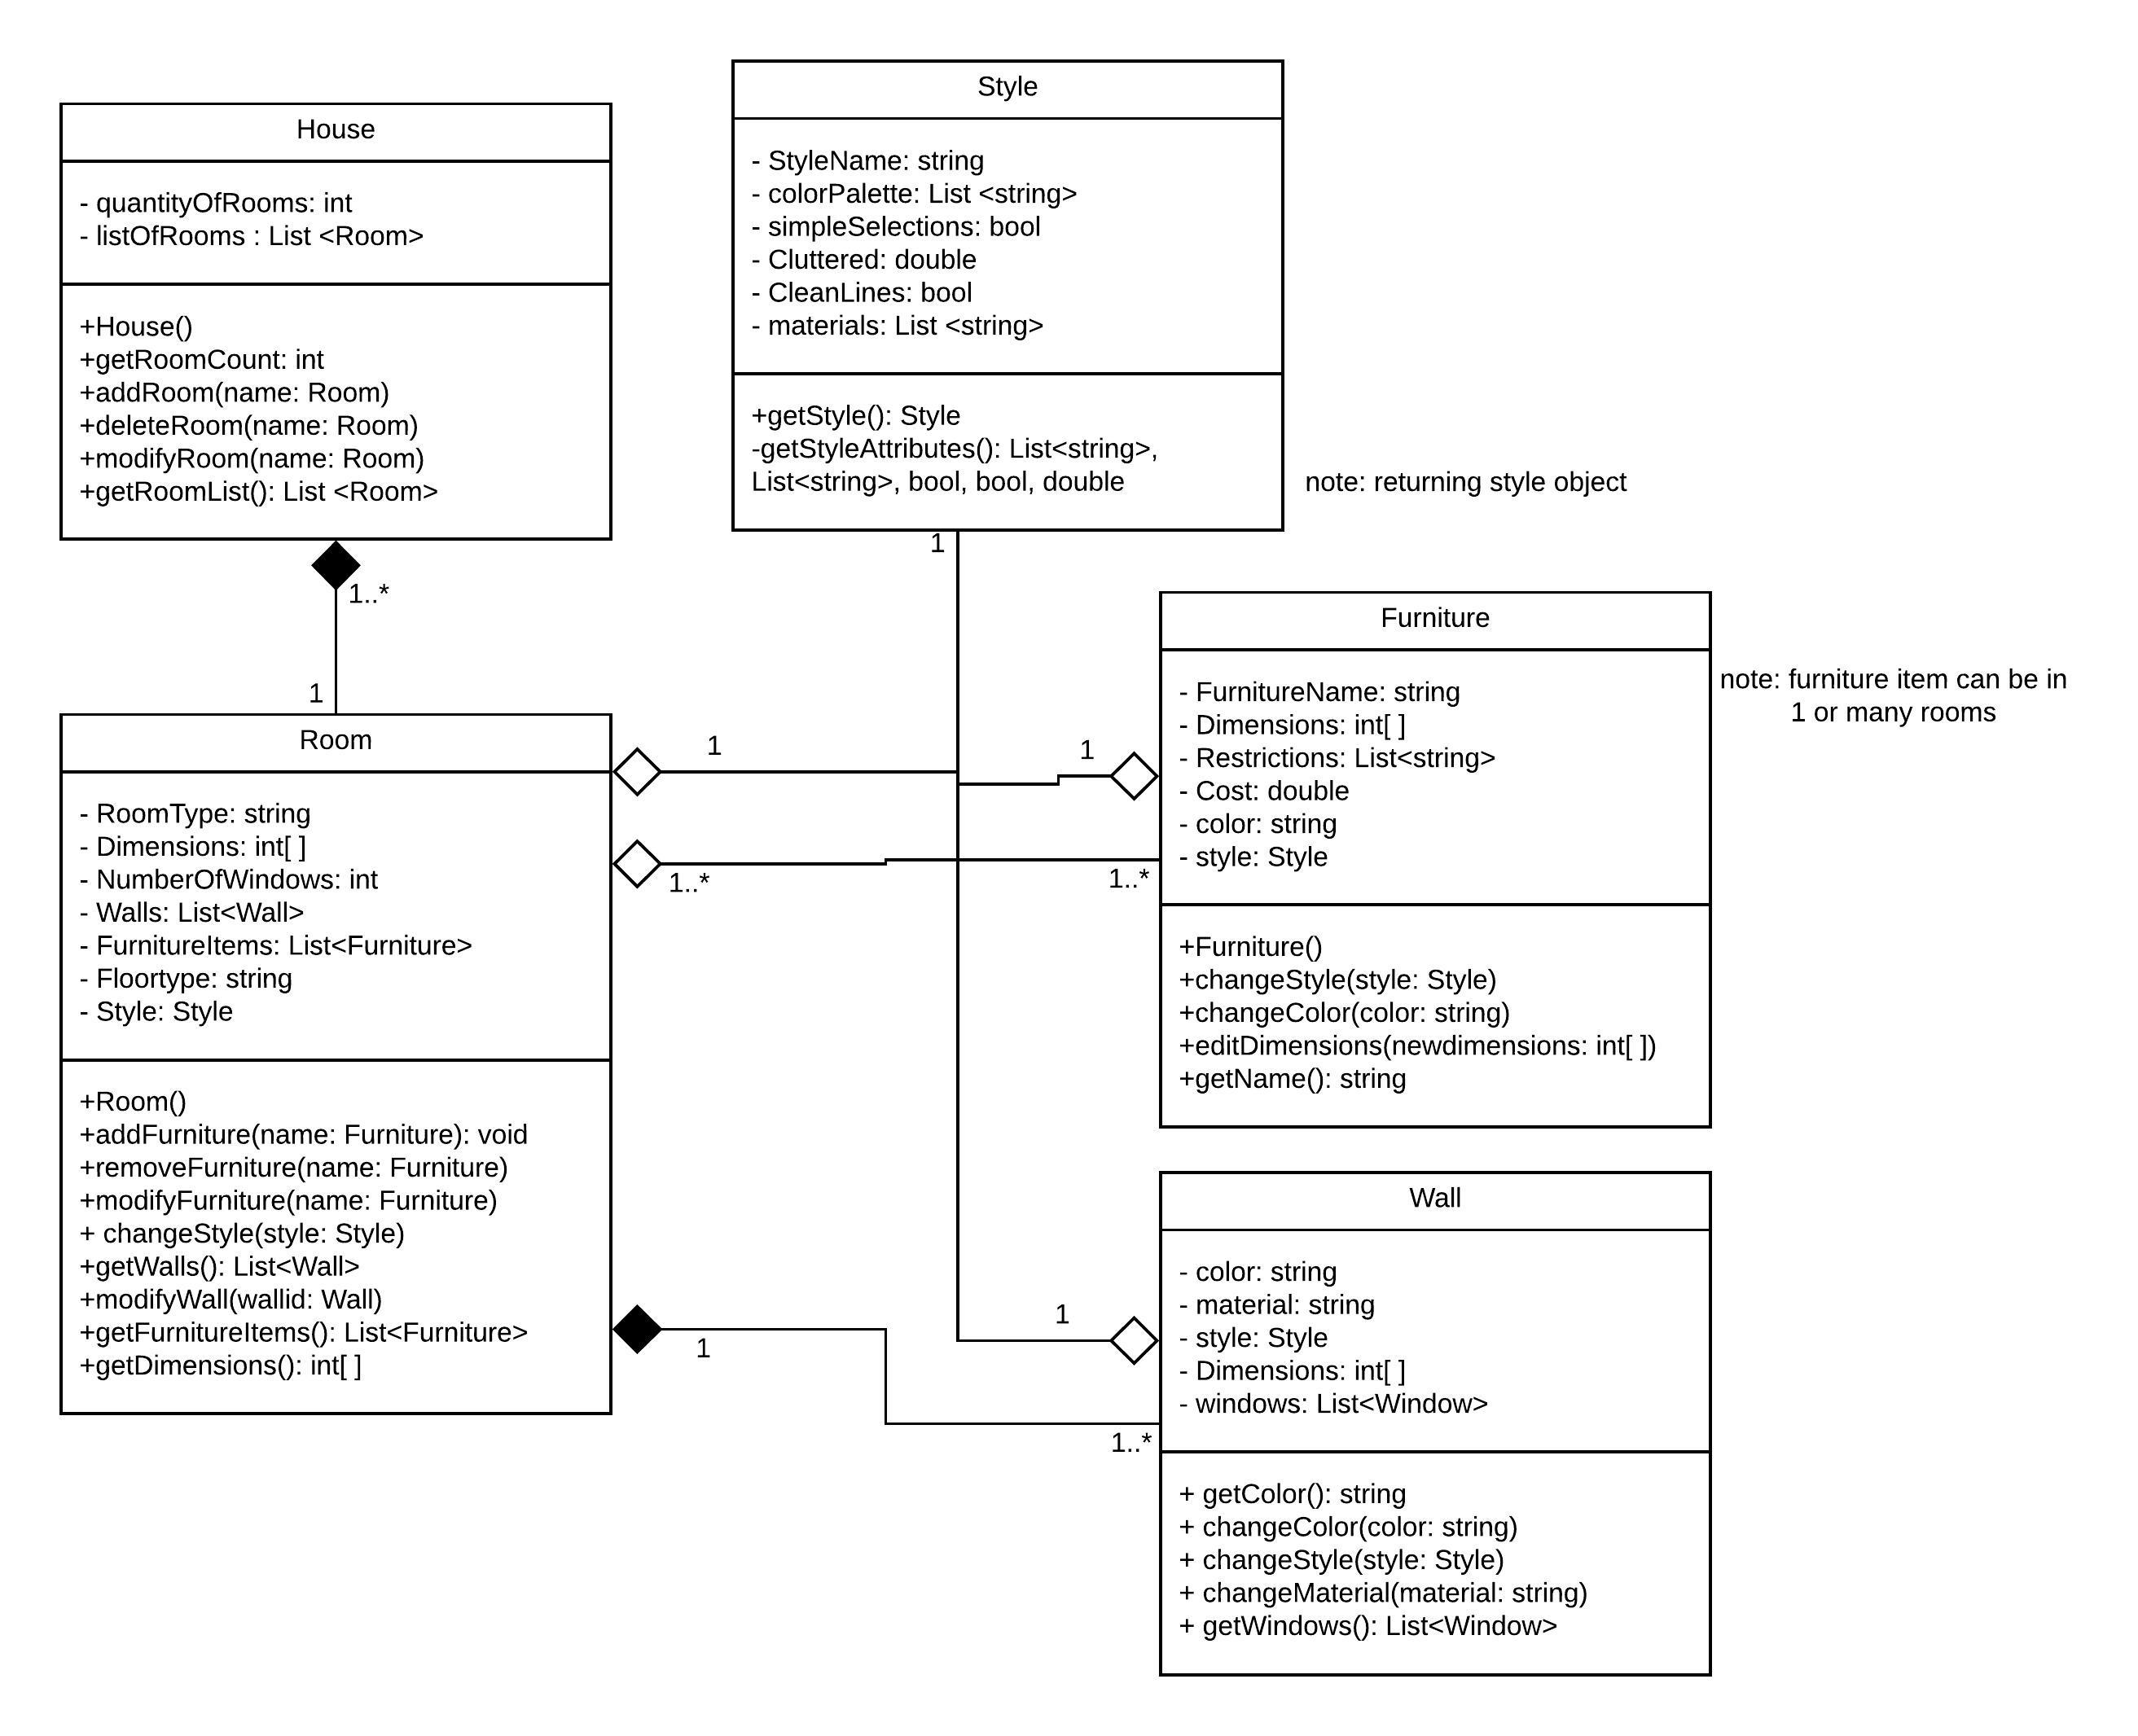 House
- quantityOfRooms: int
- listOfRooms : List <Room>
+House()
+getRoomCount: int
+addRoom(name: Room)
+deleteRoom(name: Room)
+modifyRoom(name: Room)
+getRoomList(): List <Room>
1..*
1
Style
- StyleName: string
- colorPalette: List <string>
- simpleSelections: bool
- Cluttered: double
- CleanLines: bool
- materials: List <string>
+getStyle(): Style
-getStyleAttributes(): List<string>,
List<string>, bool, bool, double
note: returning style object
1
Room
- RoomType: string
- Dimensions: int[ ]
- NumberOfWindows: int
- Walls: List<Wall>
- FurnitureItems: List<Furniture>
- Floortype: string
- Style: Style
+Room()
+addFurniture(name: Furniture): void
+removeFurniture(name: Furniture)
+modifyFurniture(name: Furniture)
+ changeStyle(style: Style)
+getWalls(): List<Wall>
+modifyWall(wallid: Wall)
+getFurnitureItems(): List<Furniture>
+getDimensions(): int[ ]
1
1
1..*
1..*
1
1
1..*
Furniture
- FurnitureName: string
- Dimensions: int[ ]
- Restrictions: List<string>
- Cost: double
- color: string
- style: Style
+Furniture()
+changeStyle(style: Style)
+changeColor(color: string)
+editDimensions(newdimensions: int[ ])
+getName(): string
note: furniture item can be in
1 or many rooms
Wall
- color: string
- material: string
- style: Style
- Dimensions: int[ ]
- windows: List<Window>
+ getColor(): string
+ changeColor(color: string)
+ changeStyle(style: Style)
+ changeMaterial(material: string)
+ getWindows(): List<Window>